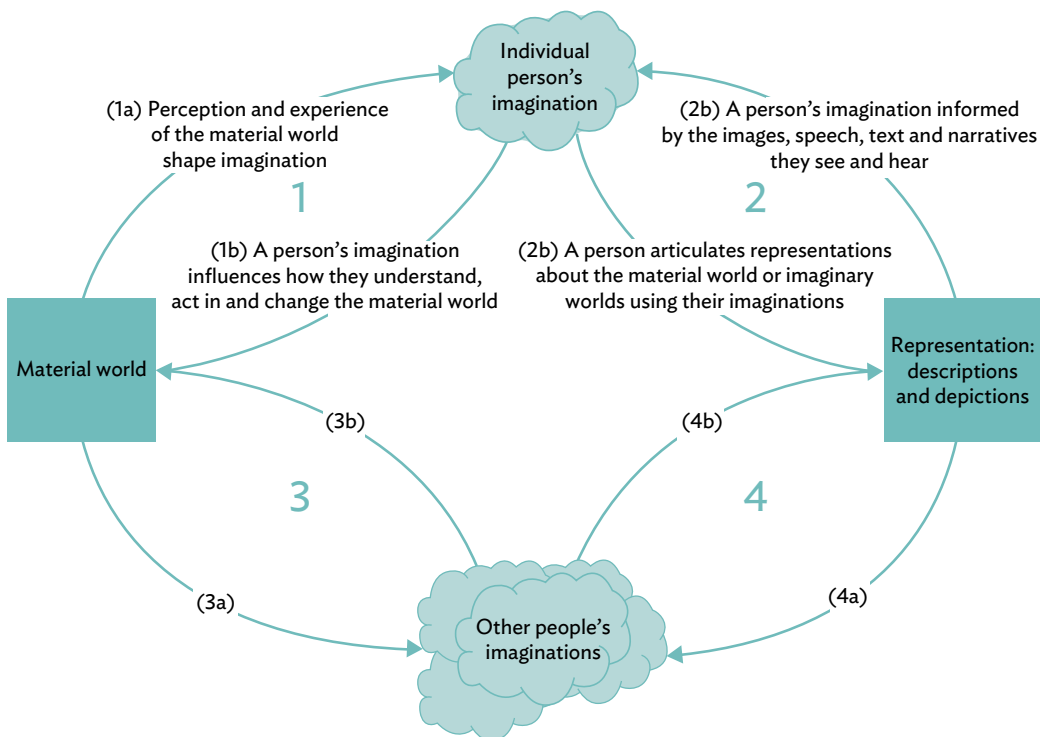 Individual
person’s
imagination
(1a) Perception and experience
of the material world
shape imagination
(2b) A person’s imagination informed
by the images, speech, text and narratives
they see and hear
1
2
(1b) A person’s imagination
influences how they understand,
act in and change the material world
(2b) A person articulates representations
about the material world or imaginary
worlds using their imaginations
Material world
Representation:
descriptions
and depictions
(3b)
(4b)
3
4
(3a)
(4a)
Other people’s
imaginations